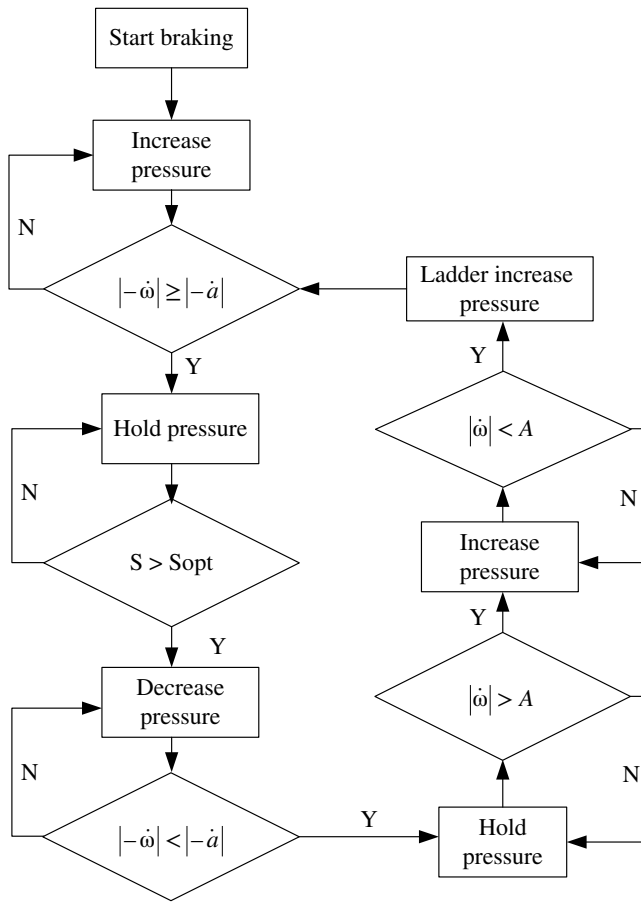 Start braking
Increase
pressure
N
|−ω̇| ≥ |−ȧ|
Y
Hold pressure
N
S > Sopt
Y
Decrease
pressure
N
|−ω̇| < |−ȧ|
Y
Hold
pressure
N
|ω̇| > A
Y
Increase
pressure
N
|ω̇| < A
Y
Ladder increase
pressure